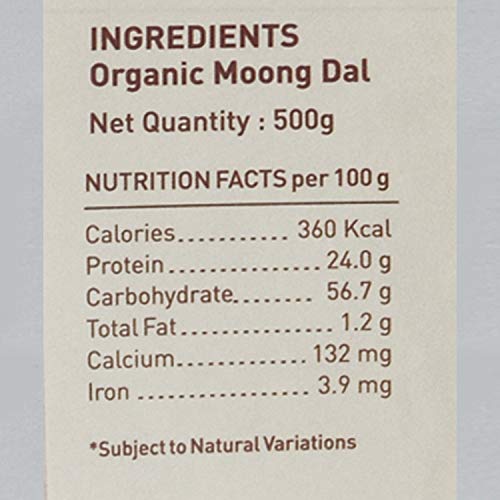 INGREDIENTS
Organic Moong Dal
Net Quantity : 500g
NUTRITION FACTS per 100 g
Calories............ 360 Kcal
Protein................ 24.0 g
Carbohydrate........ 56.7 g
Total Fat............... 1.2 g
Calcium............... 132 mg
Iron ................. 3.9 mg
*Subject to Natural Variations